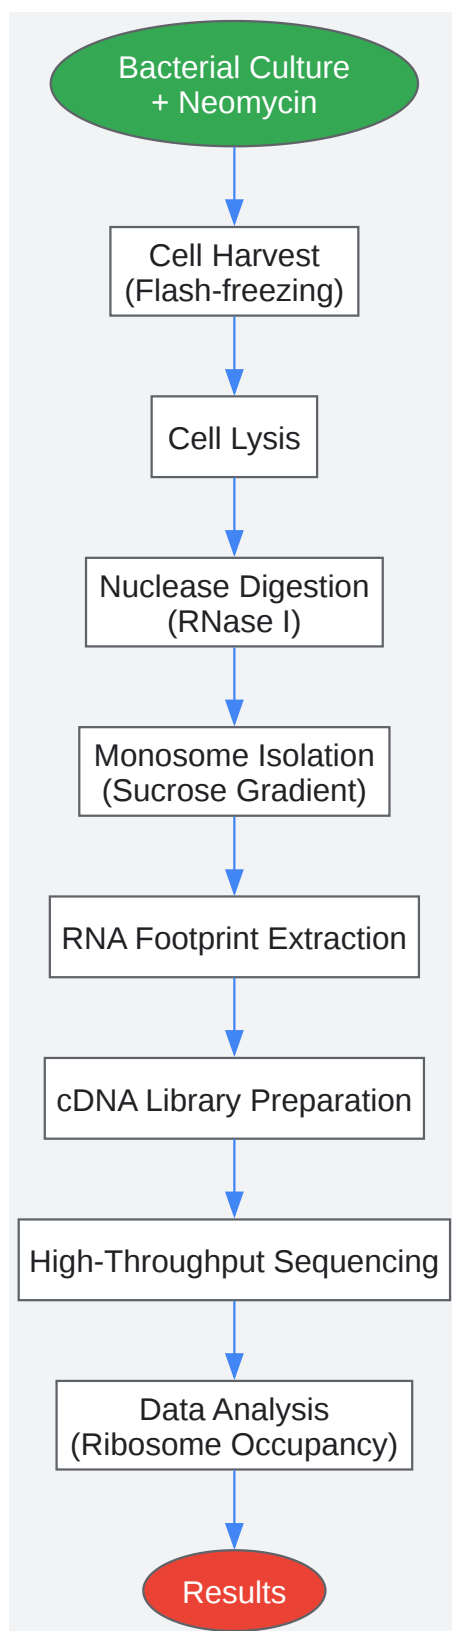 Bacterial Culture
+ Neomycin
Cell Harvest
(Flash-freezing)
Cell Lysis
Nuclease Digestion
(RNase I)
Monosome Isolation
(Sucrose Gradient)
RNA Footprint Extraction
cDNA Library Preparation
High-Throughput Sequencing
Data Analysis
(Ribosome Occupancy)
Results